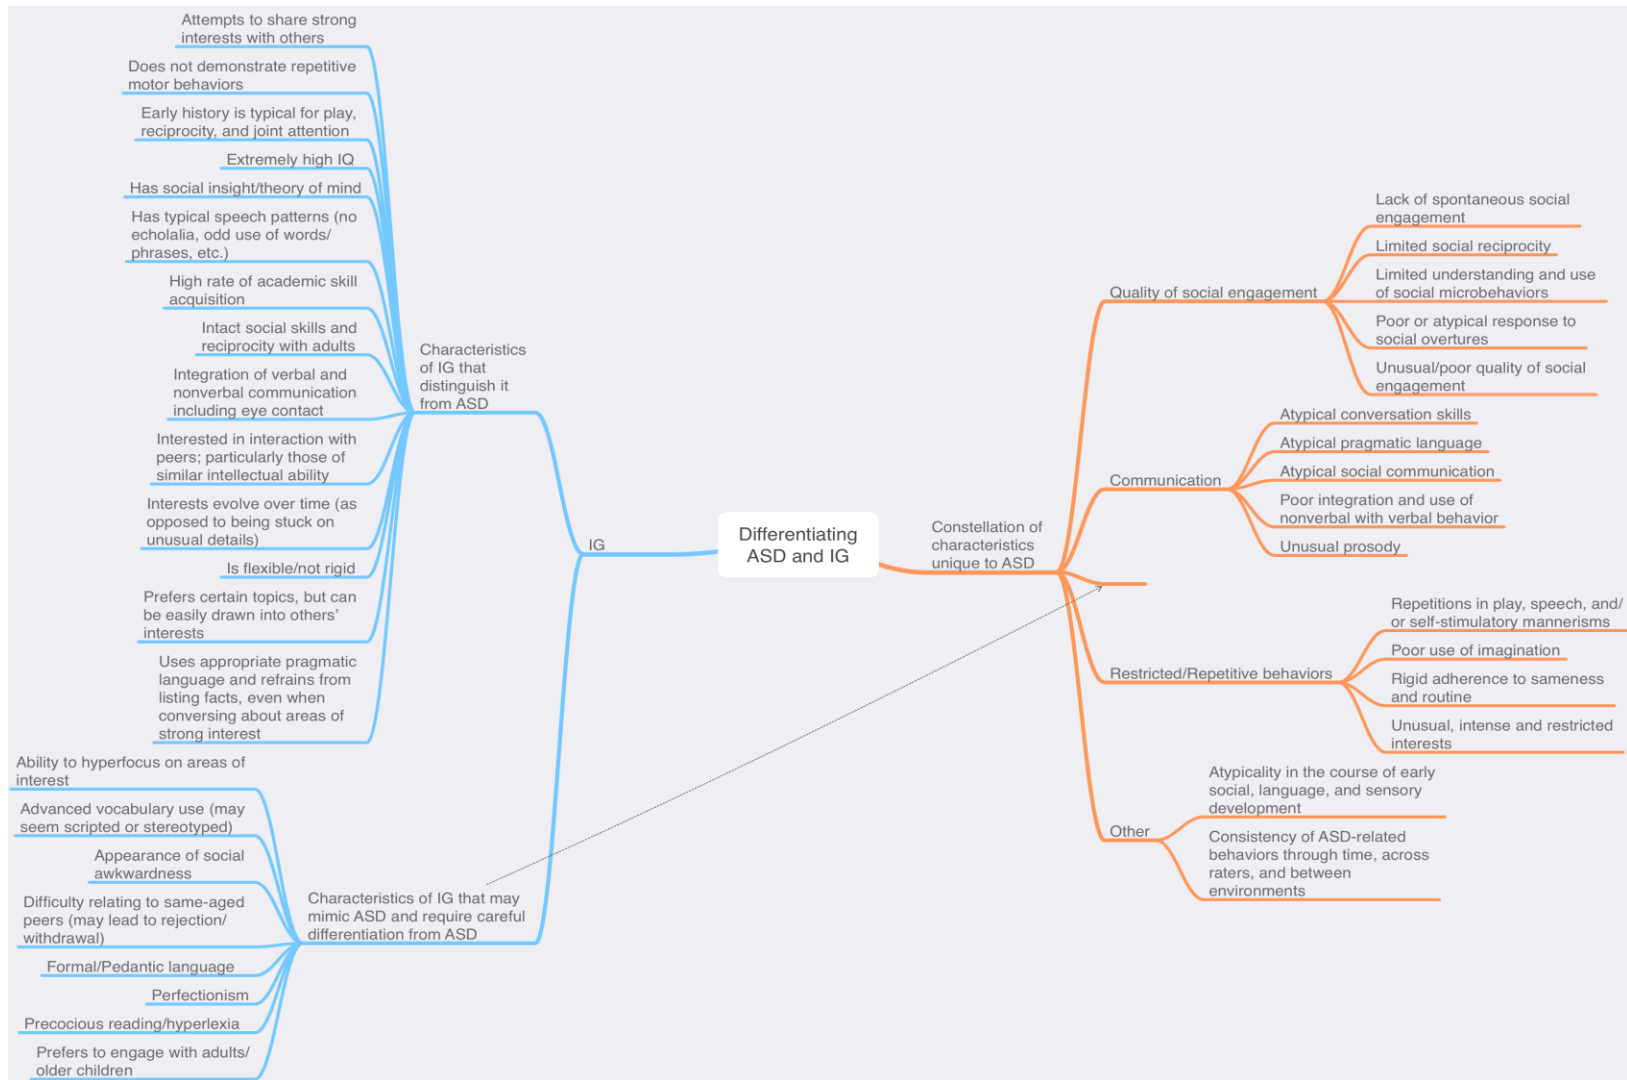 Attempts to share strong
interests with others
Does not demonstrate repetitive
motor behaviors
Early history is typical for play,
reciprocity, and joint attention
Extremely high IQ
Has social insight/theory of mind
Has typical speech patterns (no
echolalia, odd use of words/
phrases, etc.)
High rate of academic skill
acquisition
Intact social skills and
reciprocity with adults
Integration of verbal and
nonverbal communication
including eye contact
Interested in interaction with
peers; particularly those of
similar intellectual ability
Interests evolve over time (as
opposed to being stuck on
unusual details)
Is flexible/not rigid
Prefers certain topics, but can
be easily drawn into others'
interests
Uses appropriate pragmatic
language and refrains from
listing facts, even when
conversing about areas of
strong interest
Characteristics
of IG that
distinguish it
from ASD
Ability to hyperfocus on areas of
interest
Advanced vocabulary use (may
seem scripted or stereotyped)
Appearance of social
awkwardness
Difficulty relating to same-aged
peers (may lead to rejection/
withdrawal)
Formal/Pedantic language
Perfectionism
Precocious reading/hyperlexia
Prefers to engage with adults/
older children
Characteristics of IG that may
mimic ASD and require careful
differentiation from ASD
IG
Differentiating
ASD and IG
Constellation of
characteristics
unique to ASD
Quality of social engagement
Lack of spontaneous social
engagement
Limited social reciprocity
Limited understanding and use
of social microbehaviors
Poor or atypical response to
social overtures
Unusual/poor quality of social
engagement
Communication
Atypical conversation skills
Atypical pragmatic language
Atypical social communication
Poor integration and use of
nonverbal with verbal behavior
Unusual prosody
Restricted/Repetitive behaviors
Repetitions in play, speech, and/
or self-stimulatory mannerisms
Poor use of imagination
Rigid adherence to sameness
and routine
Unusual, intense and restricted
interests
Other
Atypicality in the course of early
social, language, and sensory
development
Consistency of ASD-related
behaviors through time, across
raters, and between
environments